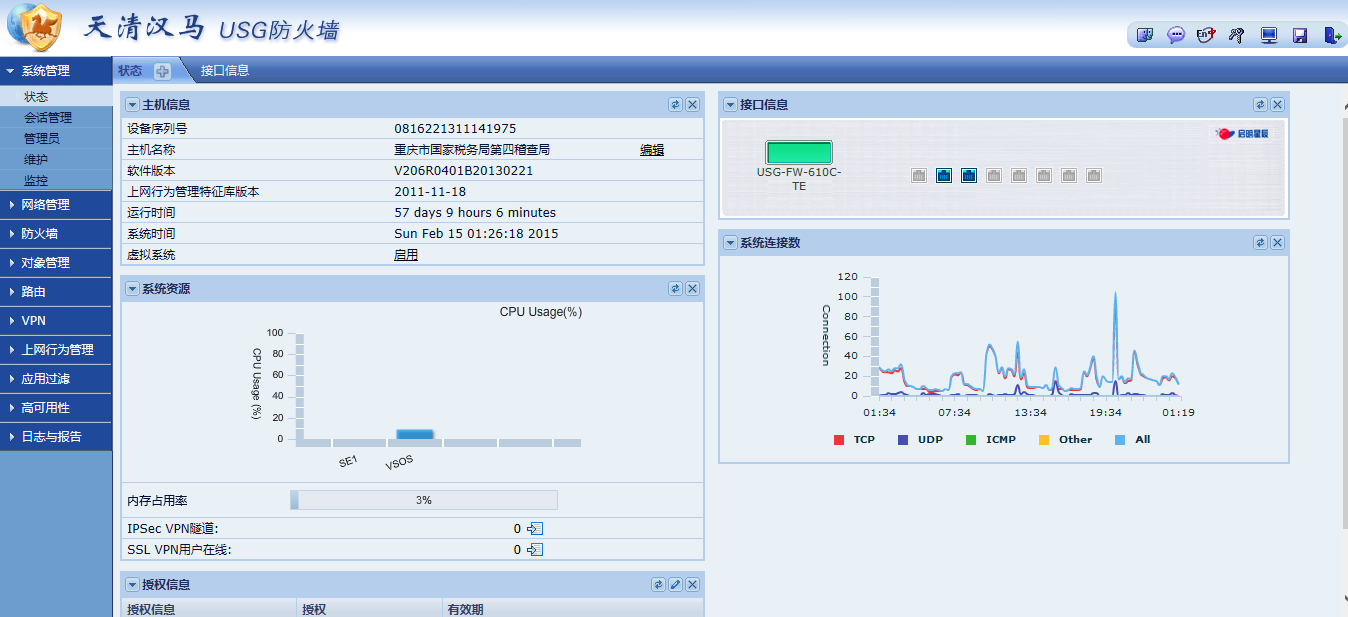 天清汉马 USG防火墙
En
系统管理
状态
会话管理
管理员
维护
监控
网络管理
防火墙
对象管理
路由
VPN
上网行为管理
应用过滤
高可用性
日志与报告
状态 接口信息
主机信息
设备序列号 0816221311141975
主机名称 重庆市国家税务局第四稽查局 编辑
软件版本 V206R0401B20130221
上网行为管理特征库版本 2011-11-18
运行时间 57 days 9 hours 6 minutes
系统时间 Sun Feb 15 01:26:18 2015
虚拟系统 启用
系统资源
CPU Usage(%)
CPU Usage (%)
100
80
60
40
20
0
SE1 VSOS
内存占用率 3%
IPSec VPN隧道: 0
SSL VPN用户在线: 0
授权信息
授权信息 授权 有效期
接口信息
启明星辰
USG-FW-610C-
TE
系统连接数
Connection
120
100
80
60
40
20
0
01:34 07:34 13:34 19:34 01:19
TCP UDP ICMP Other All